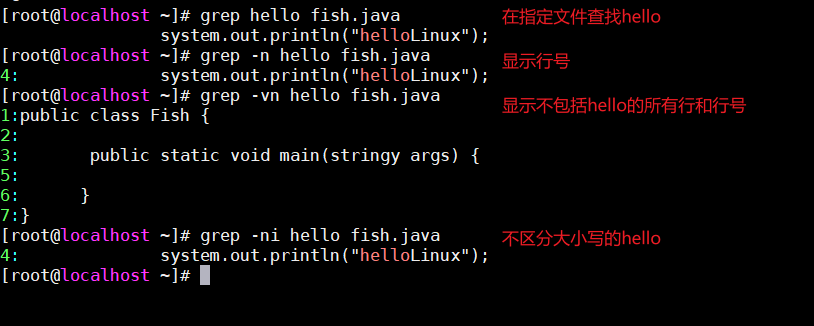 [root@localhost ~]# grep hello fish.java 在指定文件查找hello
system.out.println("helloLinux");
[root@localhost ~]# grep -n hello fish.java 显示行号
4: system.out.println("helloLinux");
[root@localhost ~]# grep -vn hello fish.java 显示不包括hello的所有行和行号
1:public class Fish {
2:
3: public static void main(stringy args) {
5:
6: }
7:}
[root@localhost ~]# grep -ni hello fish.java 不区分大小写的hello
4: system.out.println("helloLinux");
[root@localhost ~]#